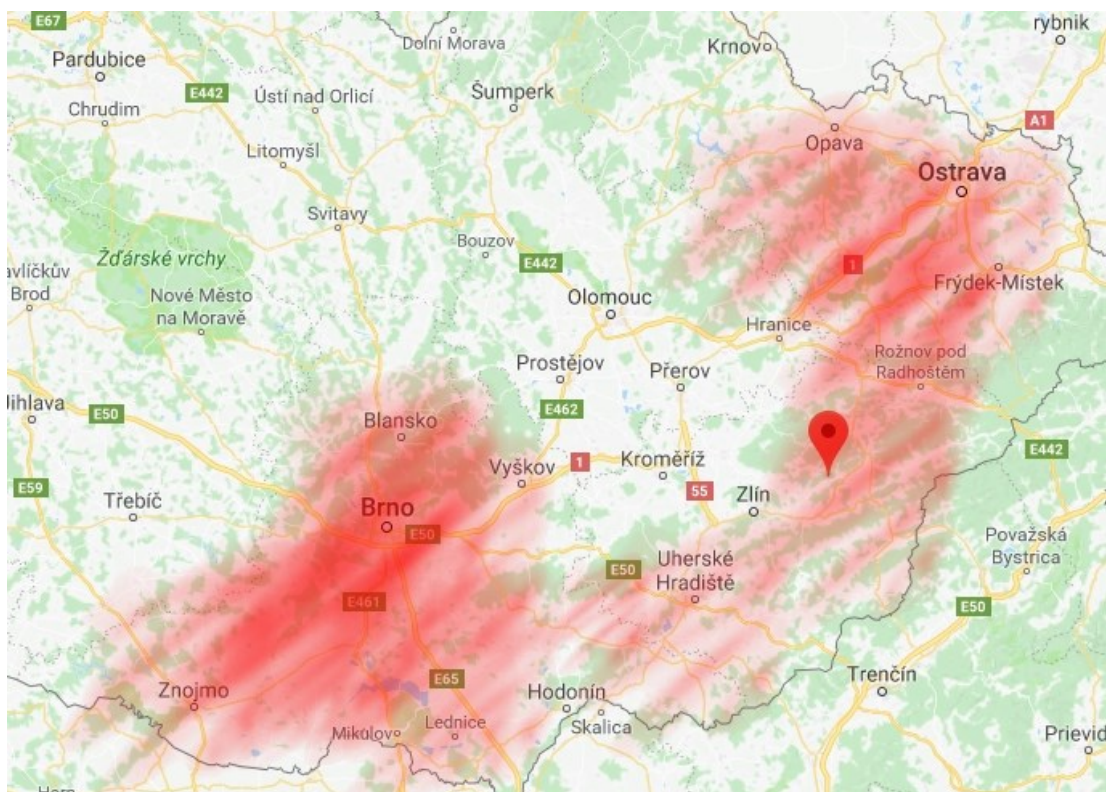 E67
Dolní Morava
rybnik
Krnov
Pardubice
Chrudim
E442
Ústí nad Orlicí
Šumperk
A1
Opava
Litomyšl
Ostrava
Svitavy
Bouzov
Žďárské vrchy
E442
1
Frýdek-Místek
avlíčkův
Brod
Nové Město
na Moravě
Olomouc
Hranice
Rožnov pod
Radhoštěm
Prostějov
Přerov
Jihlava
E50
E462
Blansko
E442
Vyškov
1
Kroměříž
E59
55
Zlín
Třebíč
Brno
E50
Považská
Bystrica
E50
Uherské
Hradiště
E461
E50
Trenčín
Znojmo
E65
Hodonín
Skalica
Mikulov
Lednice
Prievid